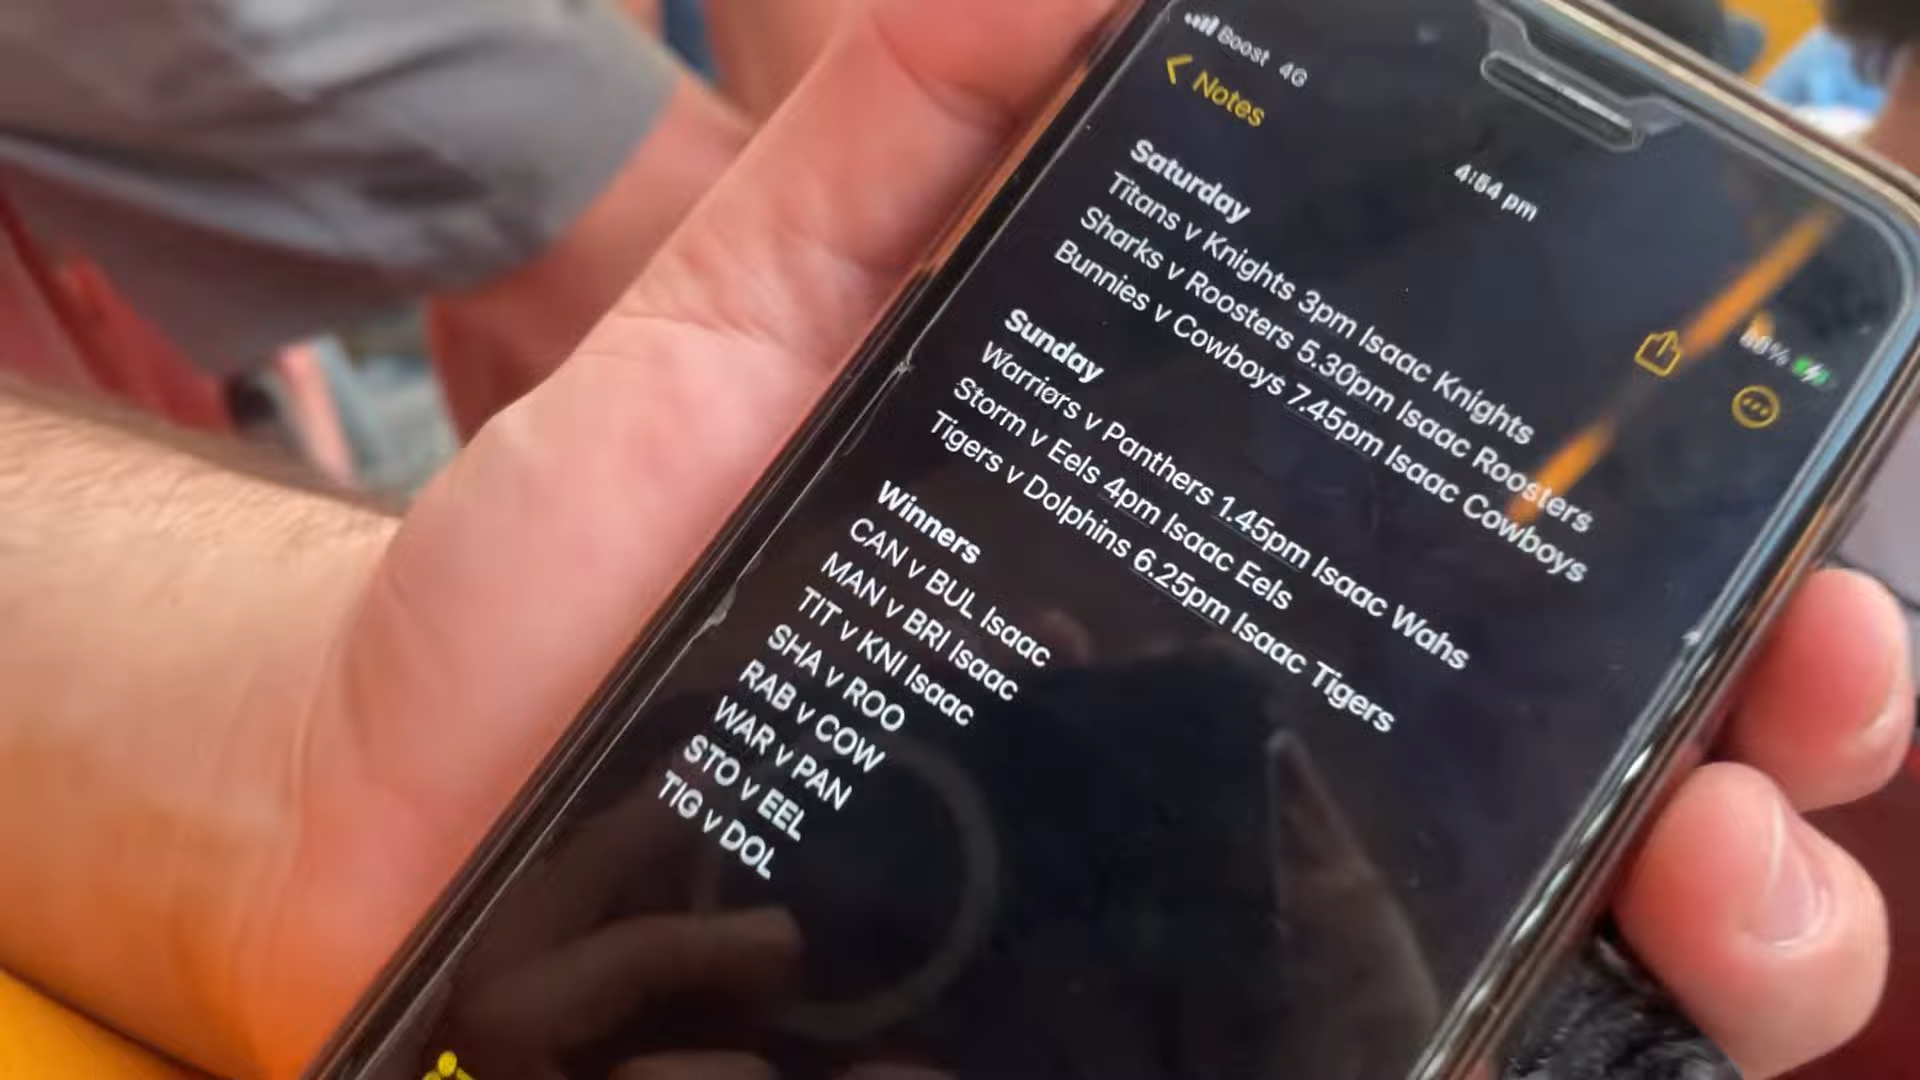 Boost 4G
Notes
4:54 pm
Saturday
Titans v Knights 3pm Isaac Knights
Sharks v Roosters 5.30pm Isaac Roosters
Bunnies v Cowboys 7.45pm Isaac Cowboys
Sunday
Warriors v Panthers 1.45pm Isaac Wahs
Storm v Eels 4pm Isaac Eels
Tigers v Dolphins 6.25pm Isaac Tigers
Winners
CAN v BUL Isaac
MAN v BRI Isaac
TIT v KNI Isaac
SHA v ROO
RAB v COW
WAR v PAN
STO v EEL
TIG v DOL